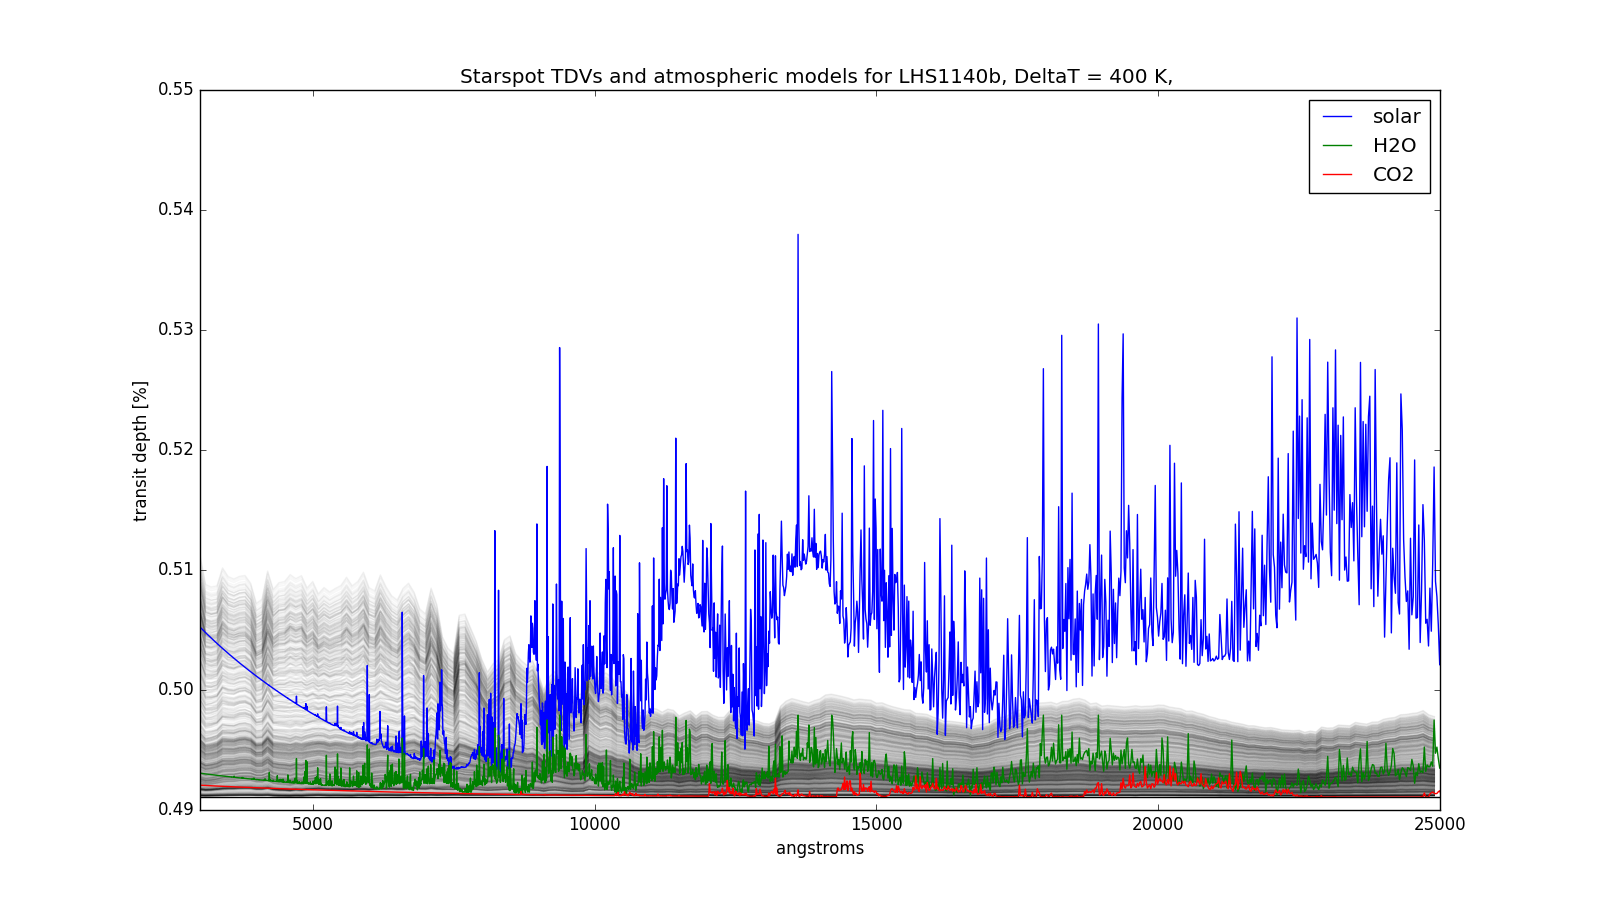 Starspot TDVs and atmospheric models for LHS1140b, DeltaT = 400 K,
0.55
0.54
0.53
0.52
0.51
0.50
0.49
transit depth [%]
solar
H2O
CO2
5000
10000
15000
20000
25000
angstroms